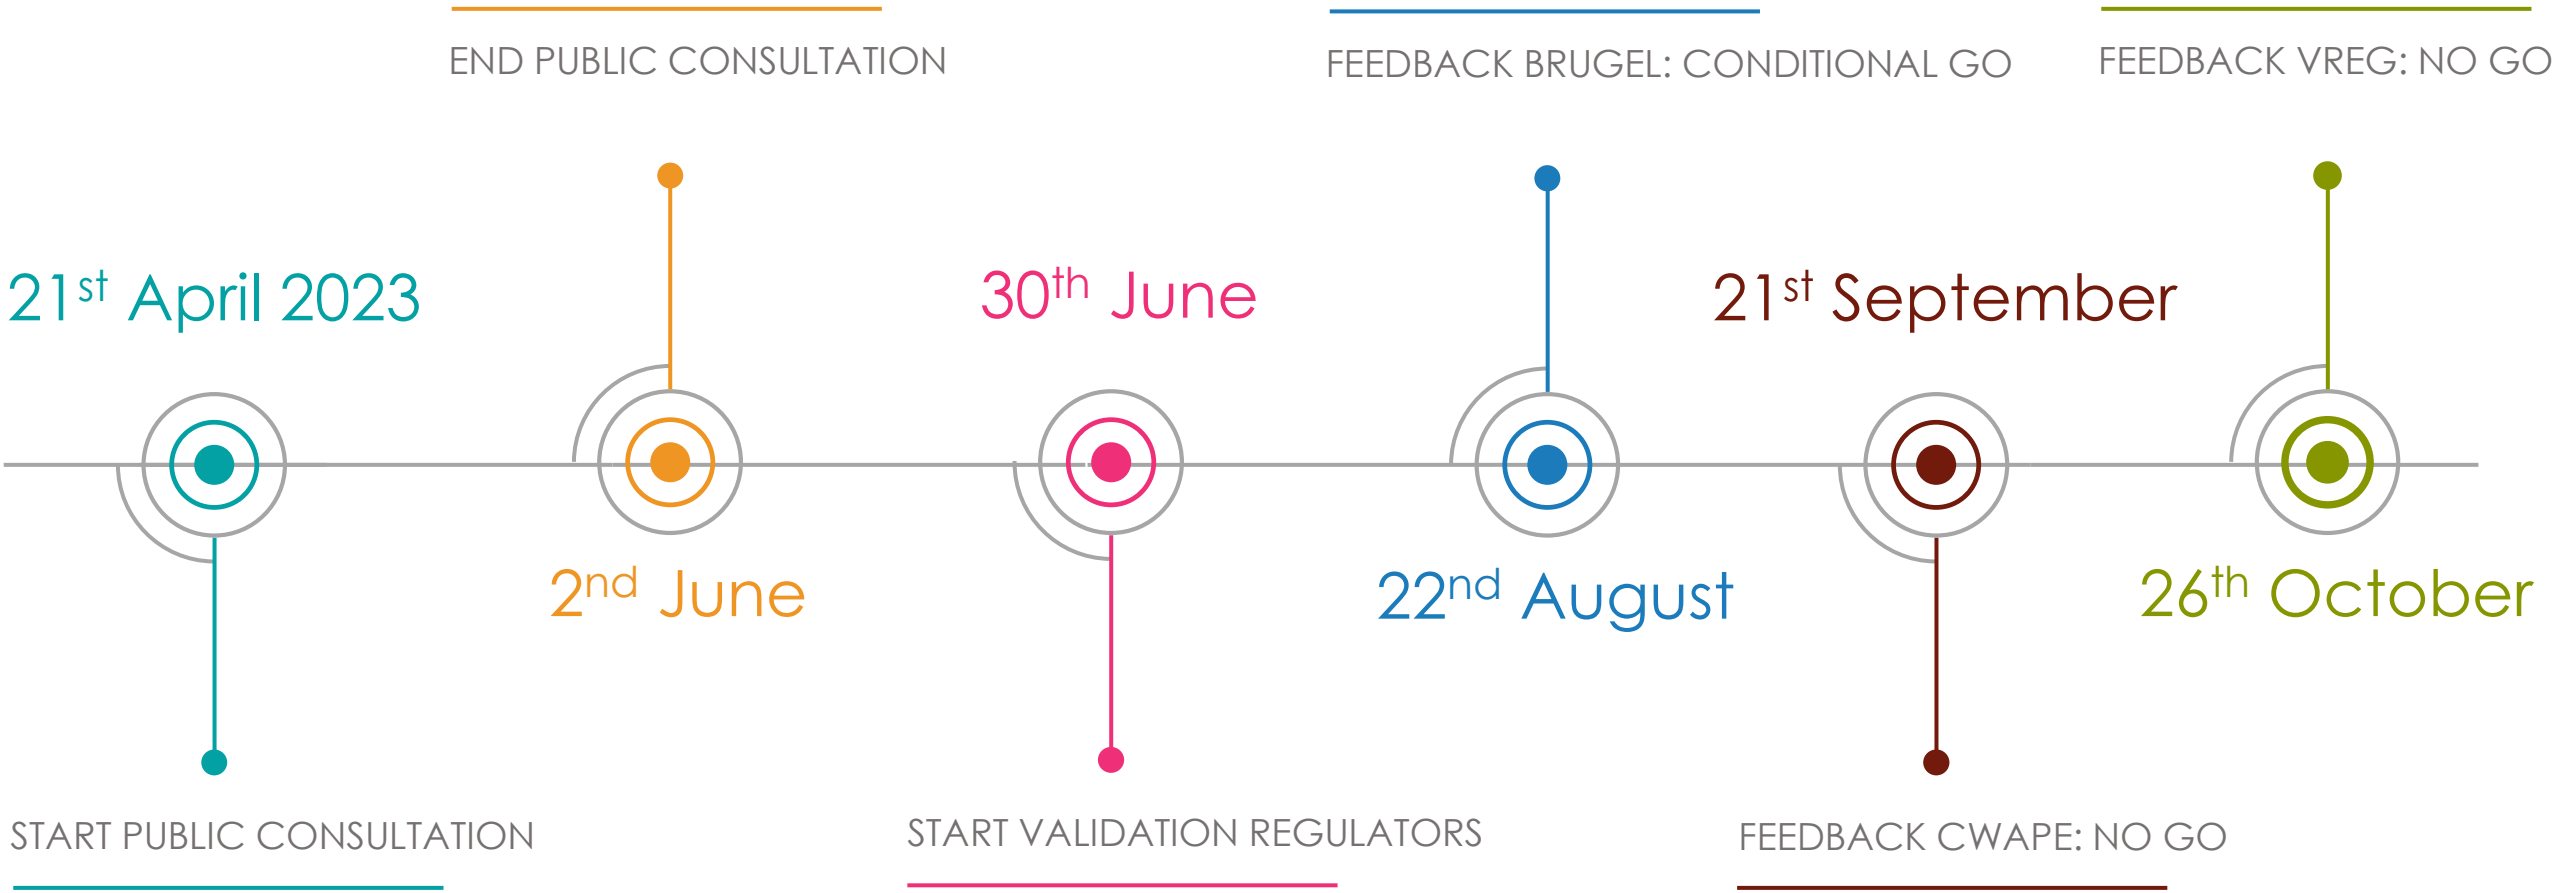 END PUBLIC CONSULTATION
FEEDBACK BRUGEL: CONDITIONAL GO
FEEDBACK VREG: NO GO
21st April 2023
30th June
21st September
2nd June
22nd August
26th October
START PUBLIC CONSULTATION
START VALIDATION REGULATORS
FEEDBACK CWAPE: NO GO